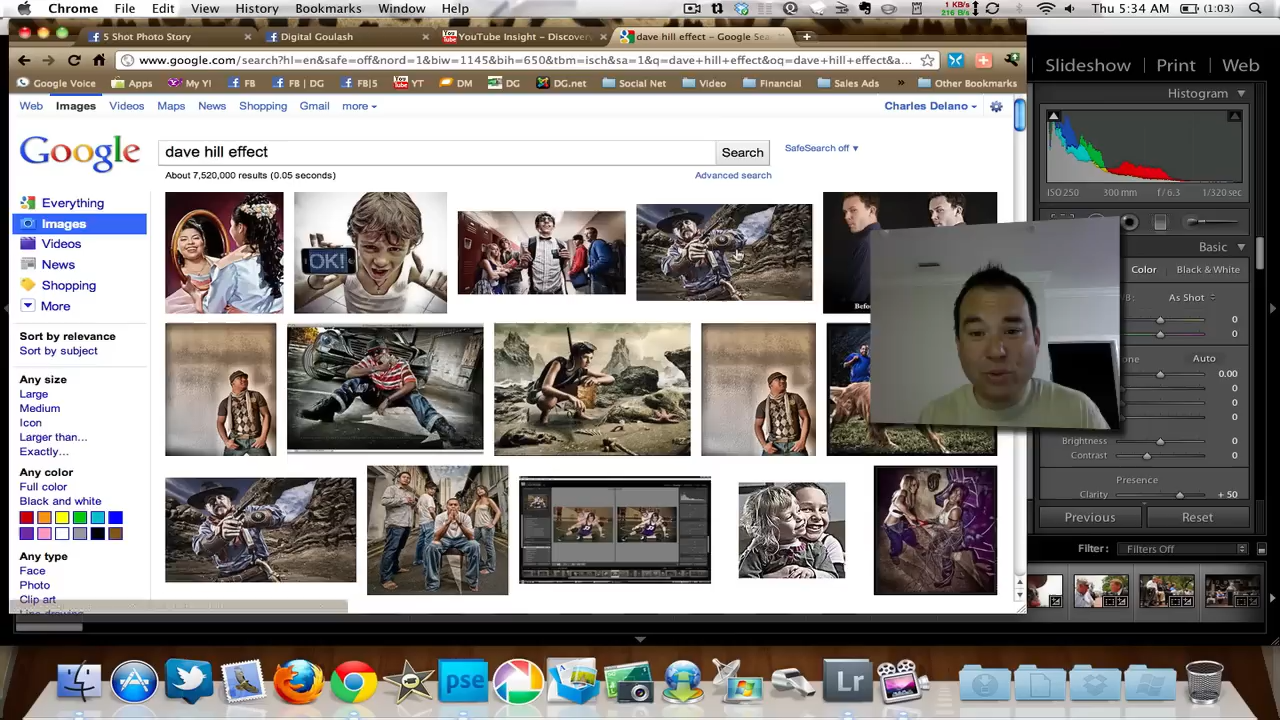 Chrome File Edit View History Bookmarks Window Help
1 KB/s
216 B/s
Thu 5:34 AM (1:03)
5 Shot Photo Story
Digital Goulash
YouTube Insight - Discover
dave hill effect - Google Sea
www.google.com/search?hl=en&safe=off&nord=1&biw=1145&bih=650&tbm=isch&sa=1&q=dave+hill+effect&oq=dave+hill+effect&a
Google Voice Apps My Y! FB FB | DG FB|5 YT DM DG DG.net Social Net Video Financial Sales Ads » Other Bookmarks
Web Images Videos Maps News Shopping Gmail more
Charles Delano
Google
dave hill effect
Search
SafeSearch off
About 7,520,000 results (0.05 seconds)
Advanced search
Everything
Images
Videos
News
Shopping
More
Sort by relevance
Sort by subject
Any size
Large
Medium
Icon
Larger than...
Exactly...
Any color
Full color
Black and white
Any type
Face
Photo
Clip art
Line drawing
OK!
Slideshow Print Web
Histogram
ISO 250 300 mm f / 6.3 1/320 sec
Basic
Color Black & White
As Shot
0
0
Auto
0.00
0
0
0
Brightness 0
Contrast 0
Presence
Clarity + 50
Previous Reset
Filter: Filters Off
pse
Lr